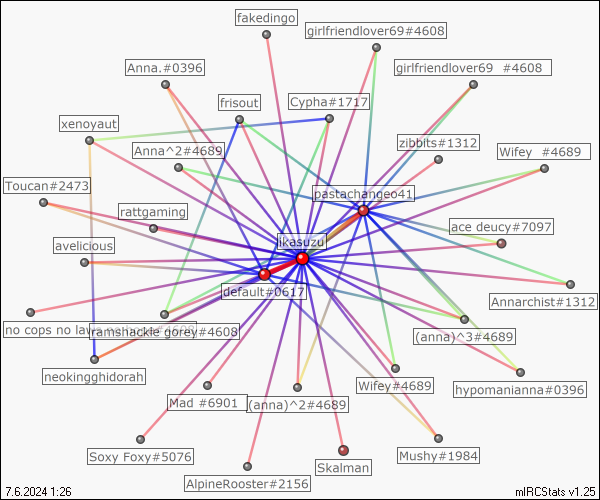 fakedingo
girlfriendlover69#4608
Anna.#0396
girlfriendlover69 #4608
frisout
Cypha#1717
xenoyaut
Anna^2#4689
zibbits#1312
Wifey #4689
Toucan#2473
pastachangeo41
rattgaming
ace deucy#7097
ikasuzu
avelicious
default#0617
Annarchist#1312
no cops no laws
ramshackle gorey#4608
(anna)^3#4689
neokingghidorah
Wifey#4689
hypomanianna#0396
Mad #6901
(anna)^2#4689
Soxy Foxy#5076
Mushy#1984
Skalman
AlpineRooster#2156
7.6.2024 1:26
mIRCStats v1.25